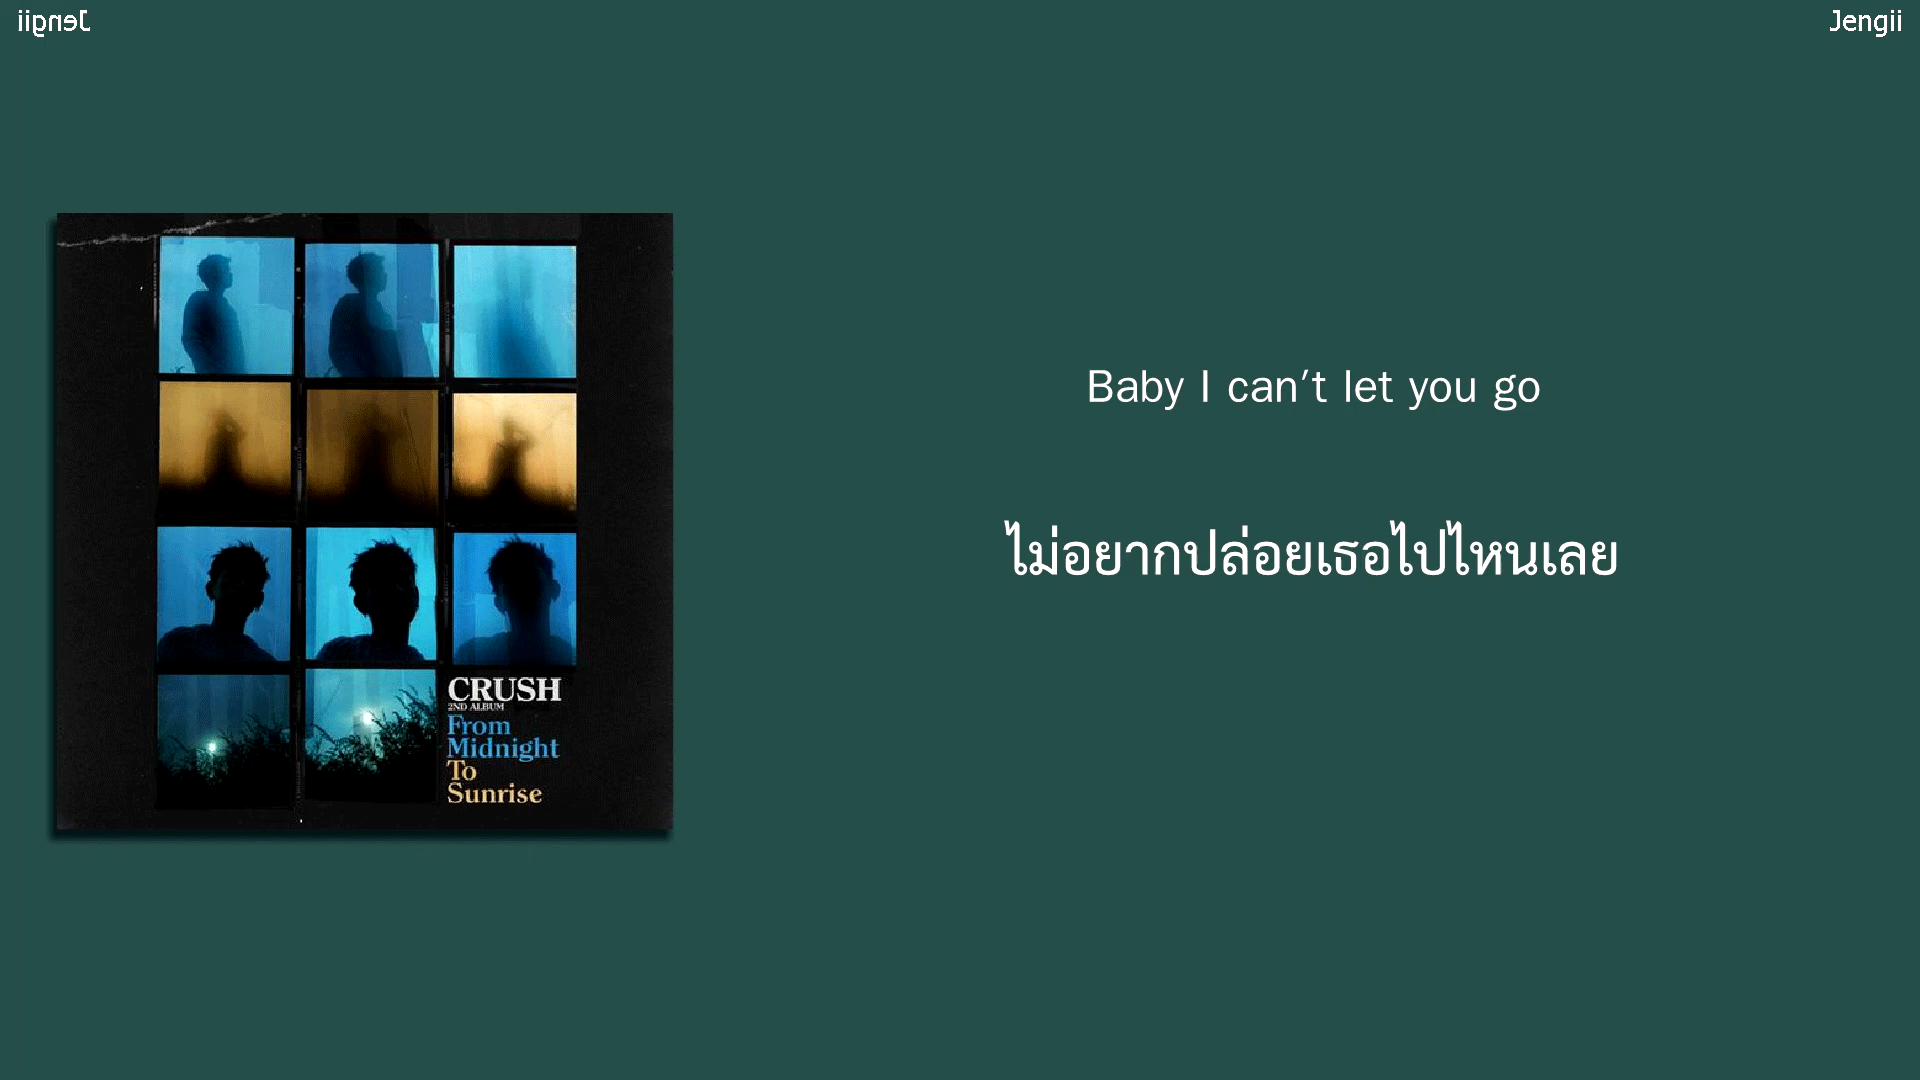 Jengii
Jengii
Baby I can't let you go
ไม่อยากปล่อยเธอไปไหนเลย
CRUSH
2ND ALBUM
From
Midnight
To
Sunrise